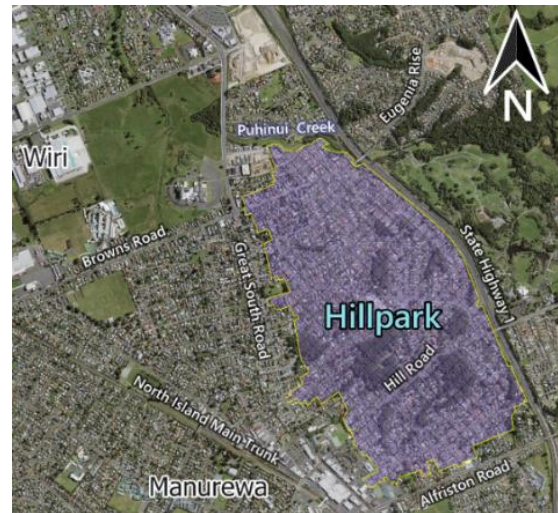 Eugenia Rise
N
Puhinui Creek
Wiri
State Highway 1
Browns Road
Great South Road
Hillpark
Hill Road
North Island Main Trunk
Manurewa
Alfriston Road